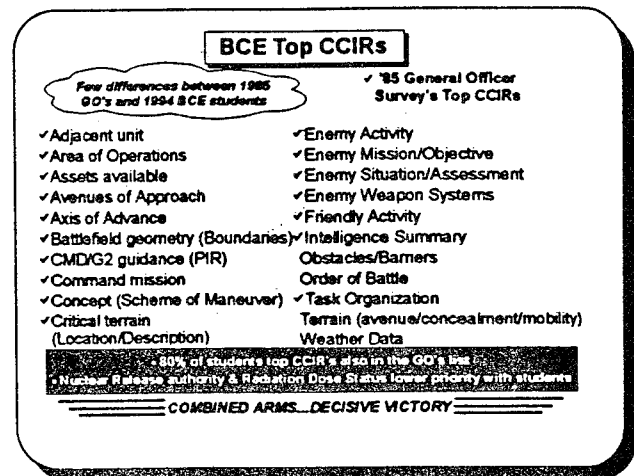 BCE Top CCIRs
Few differences between 1985
GO's and 1994 BCE students
✓ '85 General Officer
Survey's Top CCIRs
✓Adjacent unit
✓Area of Operations
✓Assets available
✓Avenues of Approach
✓Axis of Advance
✓Battlefield geometry (Boundaries)
✓CMD/G2 guidance (PIR)
✓Command mission
✓Concept (Scheme of Maneuver)
✓Critical terrain
(Location/Description)
✓Enemy Activity
✓Enemy Mission/Objective
✓Enemy Situation/Assessment
✓Enemy Weapon Systems
✓Friendly Activity
✓Intelligence Summary
Obstacles/Barriers
Order of Battle
✓Task Organization
Terrain (avenue/concealment/mobility)
Weather Data
• 80% of students top CCIR's also in the GO's list
• Nuclear Release authority & Radiation Dose Status lower priority with students
COMBINED ARMS...DECISIVE VICTORY